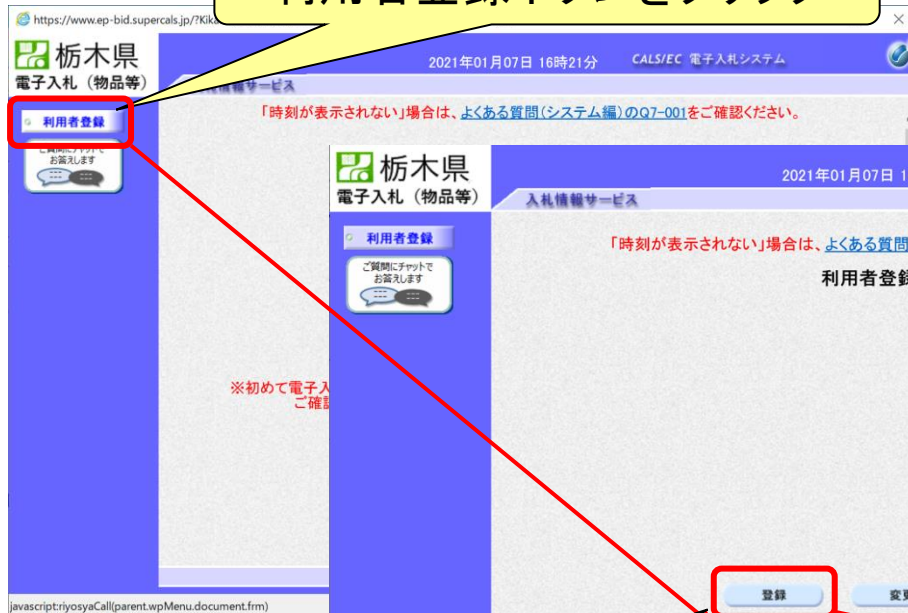 利用者登録ボタンをクリック
https://www.ep-bid.supercals.jp/?Kika
栃木県
電子入札（物品等）
2021年01月07日 16時21分
CALS/EC 電子入札システム
情報サービス
利用者登録
「時刻が表示されない」場合は、よくある質問（システム編）のQ7-001をご確認ください。
ご質問にチャットで
お答えします
※初めて電子入
ご確認
javascript:riyosyaCall(parent.wpMenu.document.frm)
栃木県
電子入札（物品等）
2021年01月07日 1
入札情報サービス
利用者登録
「時刻が表示されない」場合は、よくある質問
ご質問にチャットで
お答えします
利用者登録
登録
変更